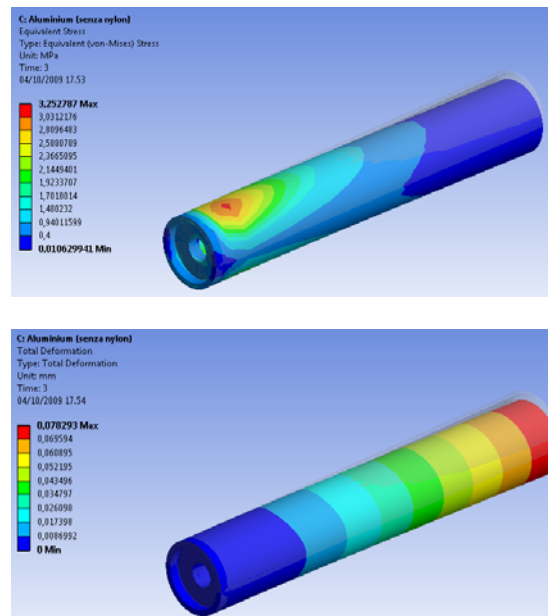 C: Aluminium (senza nylon)
Equivalent Stress
Type: Equivalent (von-Mises) Stress
Unit: MPa
Time: 3
04/10/2009 17.53
3,252787 Max
3,0312176
2,8096483
2,5880789
2,3665095
2,1449401
1,9233707
1,7018014
1,480232
0,94011599
0,4
0,010629941 Min
C: Aluminium (senza nylon)
Total Deformation
Type: Total Deformation
Unit: mm
Time: 3
04/10/2009 17.54
0,078293 Max
0,069594
0,060895
0,052195
0,043496
0,034797
0,026098
0,017398
0,0086992
0 Min